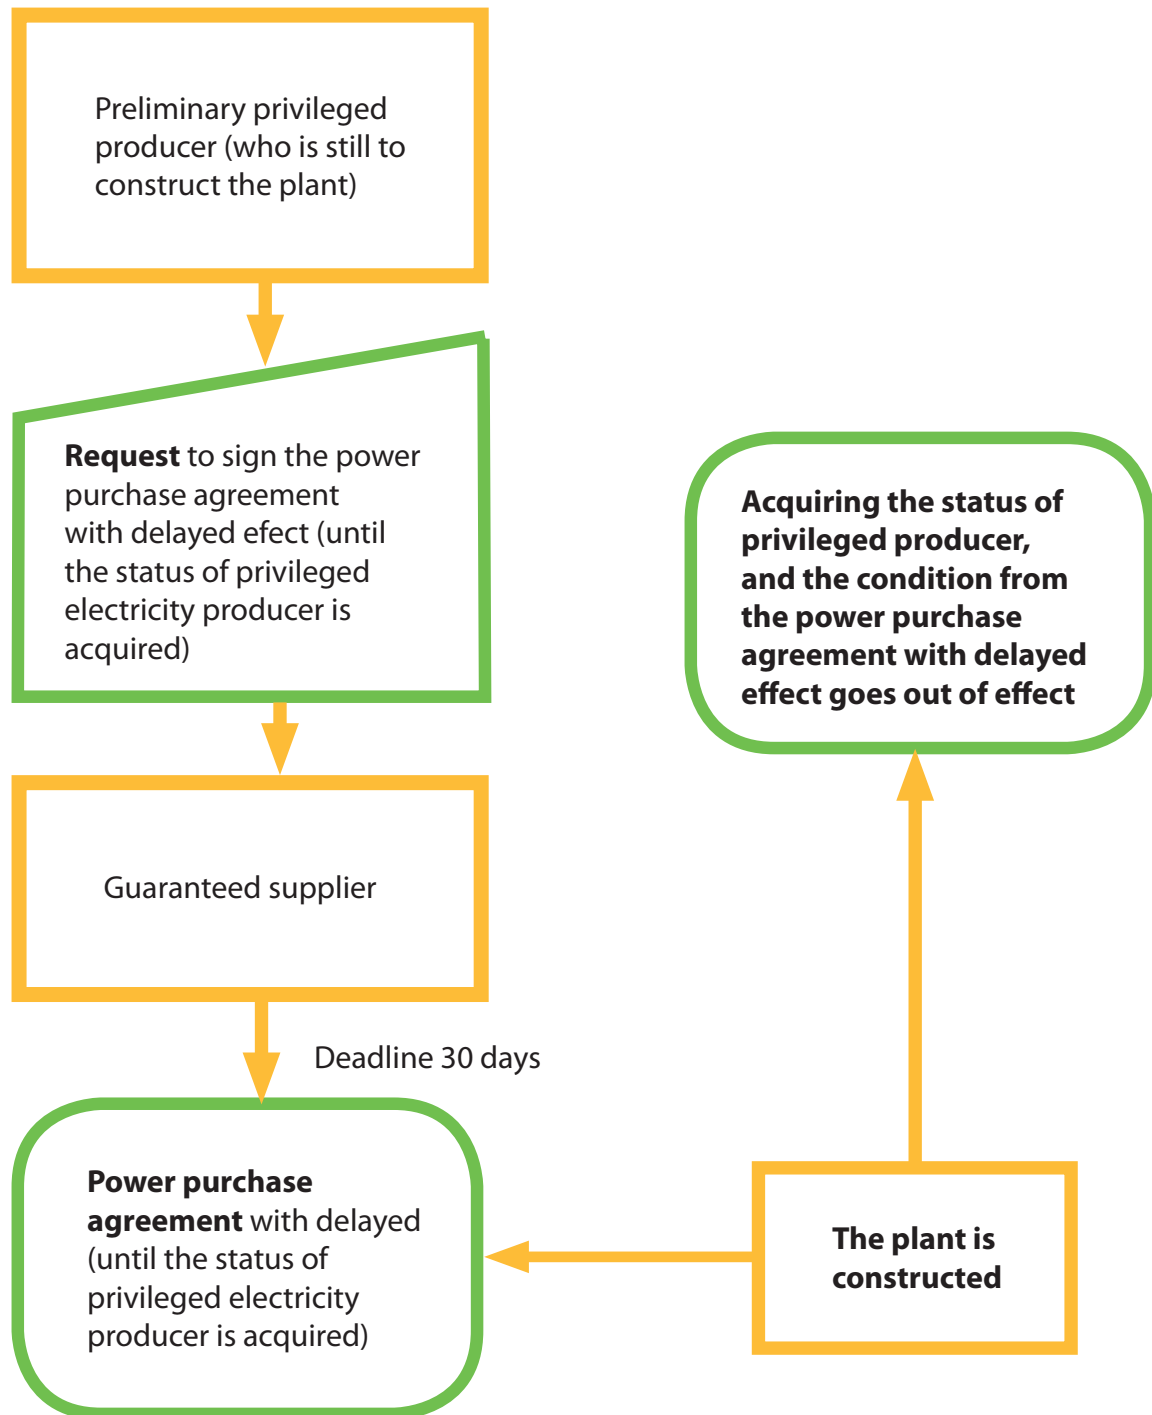 Preliminary privileged
producer (who is still to
construct the plant)
Request to sign the power
purchase agreement
with delayed efect (until
the status of privileged
electricity producer is
acquired)
Guaranteed supplier
Deadline 30 days
Power purchase
agreement with delayed
(until the status of
privileged electricity
producer is acquired)
The plant is
constructed
Acquiring the status of
privileged producer,
and the condition from
the power purchase
agreement with delayed
effect goes out of effect